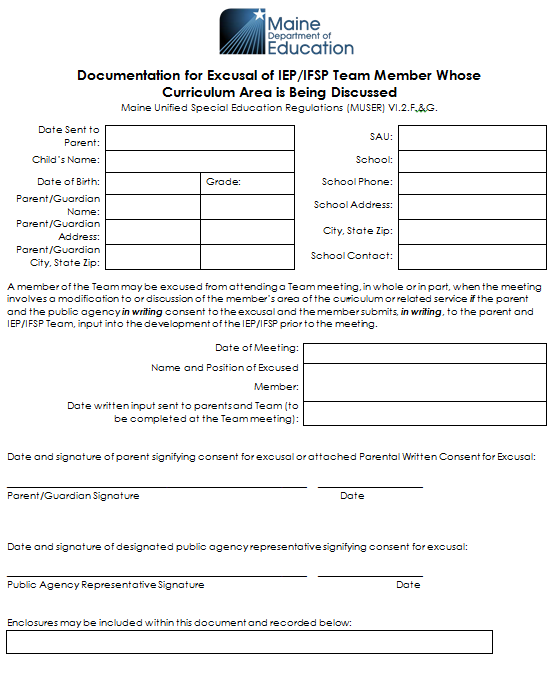 Maine
Department of
Education
Documentation for Excusal of IEP/IFSP Team Member Whose
Curriculum Area is Being Discussed
Maine Unified Special Education Regulations (MUSER) VI.2.F.&G.
Date Sent to
Parent:
SAU:
Child's Name:
School:
Date of Birth:
Grade:
School Phone:
Parent/Guardian
Name:
School Address:
Parent/Guardian
Address:
City, State Zip:
Parent/Guardian
City, State Zip:
School Contact:
A member of the Team may be excused from attending a Team meeting, in whole or in part, when the meeting
involves a modification to or discussion of the member's area of the curriculum or related service if the parent
and the public agency in writing consent to the excusal and the member submits, in writing, to the parent and
IEP/IFSP Team, input into the development of the IEP/IFSP prior to the meeting.
Date of Meeting:
Name and Position of Excused
Member:
Date written input sent to parents and Team (to
be completed at the Team meeting):
Date and signature of parent signifying consent for excusal or attached Parental Written Consent for Excusal:
Parent/Guardian Signature Date
Date and signature of designated public agency representative signifying consent for excusal:
Public Agency Representative Signature Date
Enclosures may be included within this document and recorded below: